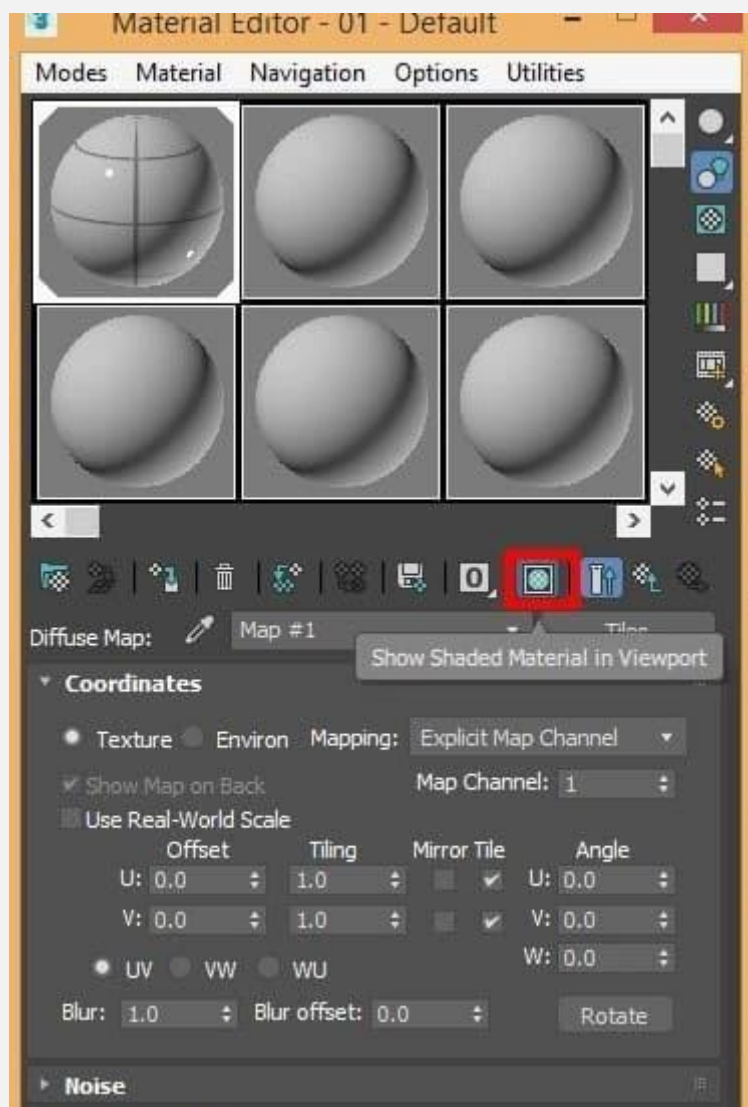 Material Editor - 01 - Default
Modes Material Navigation Options Utilities
0
Diffuse Map: Map #1 Tiles
Show Shaded Material in Viewport
Coordinates
Texture Environ Mapping: Explicit Map Channel
Show Map on Back Map Channel: 1
Use Real-World Scale
Offset Tiling Mirror Tile Angle
U: 0.0 1.0 U: 0.0
V: 0.0 1.0 V: 0.0
UV VW WU W: 0.0
Blur: 1.0 Blur offset: 0.0 Rotate
Noise